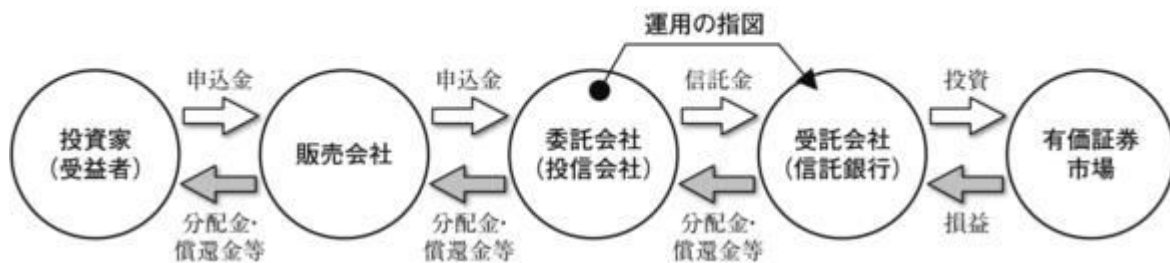 運用の指図
申込金
申込金
信託金
投資
投資家
（受益者）
販売会社
委託会社
（投信会社）
受託会社
（信託銀行）
有価証券
市場
分配金・
償還金等
分配金・
償還金等
分配金・
償還金等
損益